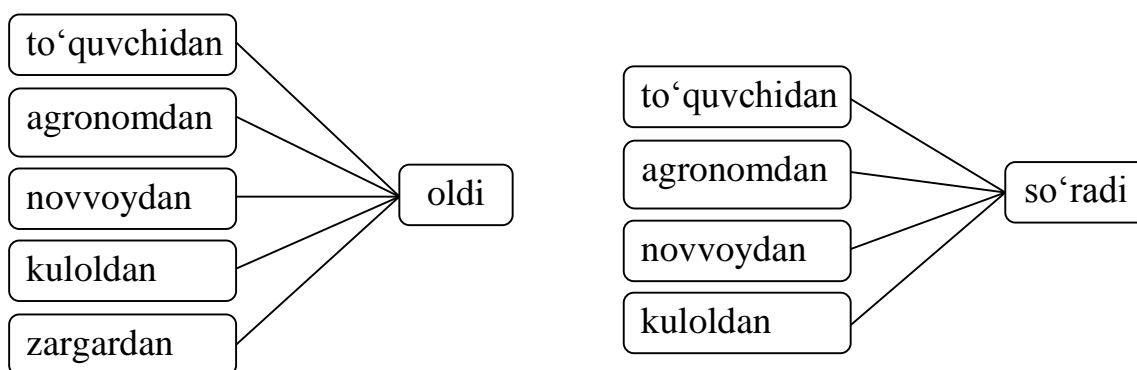 to‘quvchidan
agronomdan
novvoydan
kuloldan
zargardan
oldi
to‘quvchidan
agronomdan
novvoydan
kuloldan
so‘radi